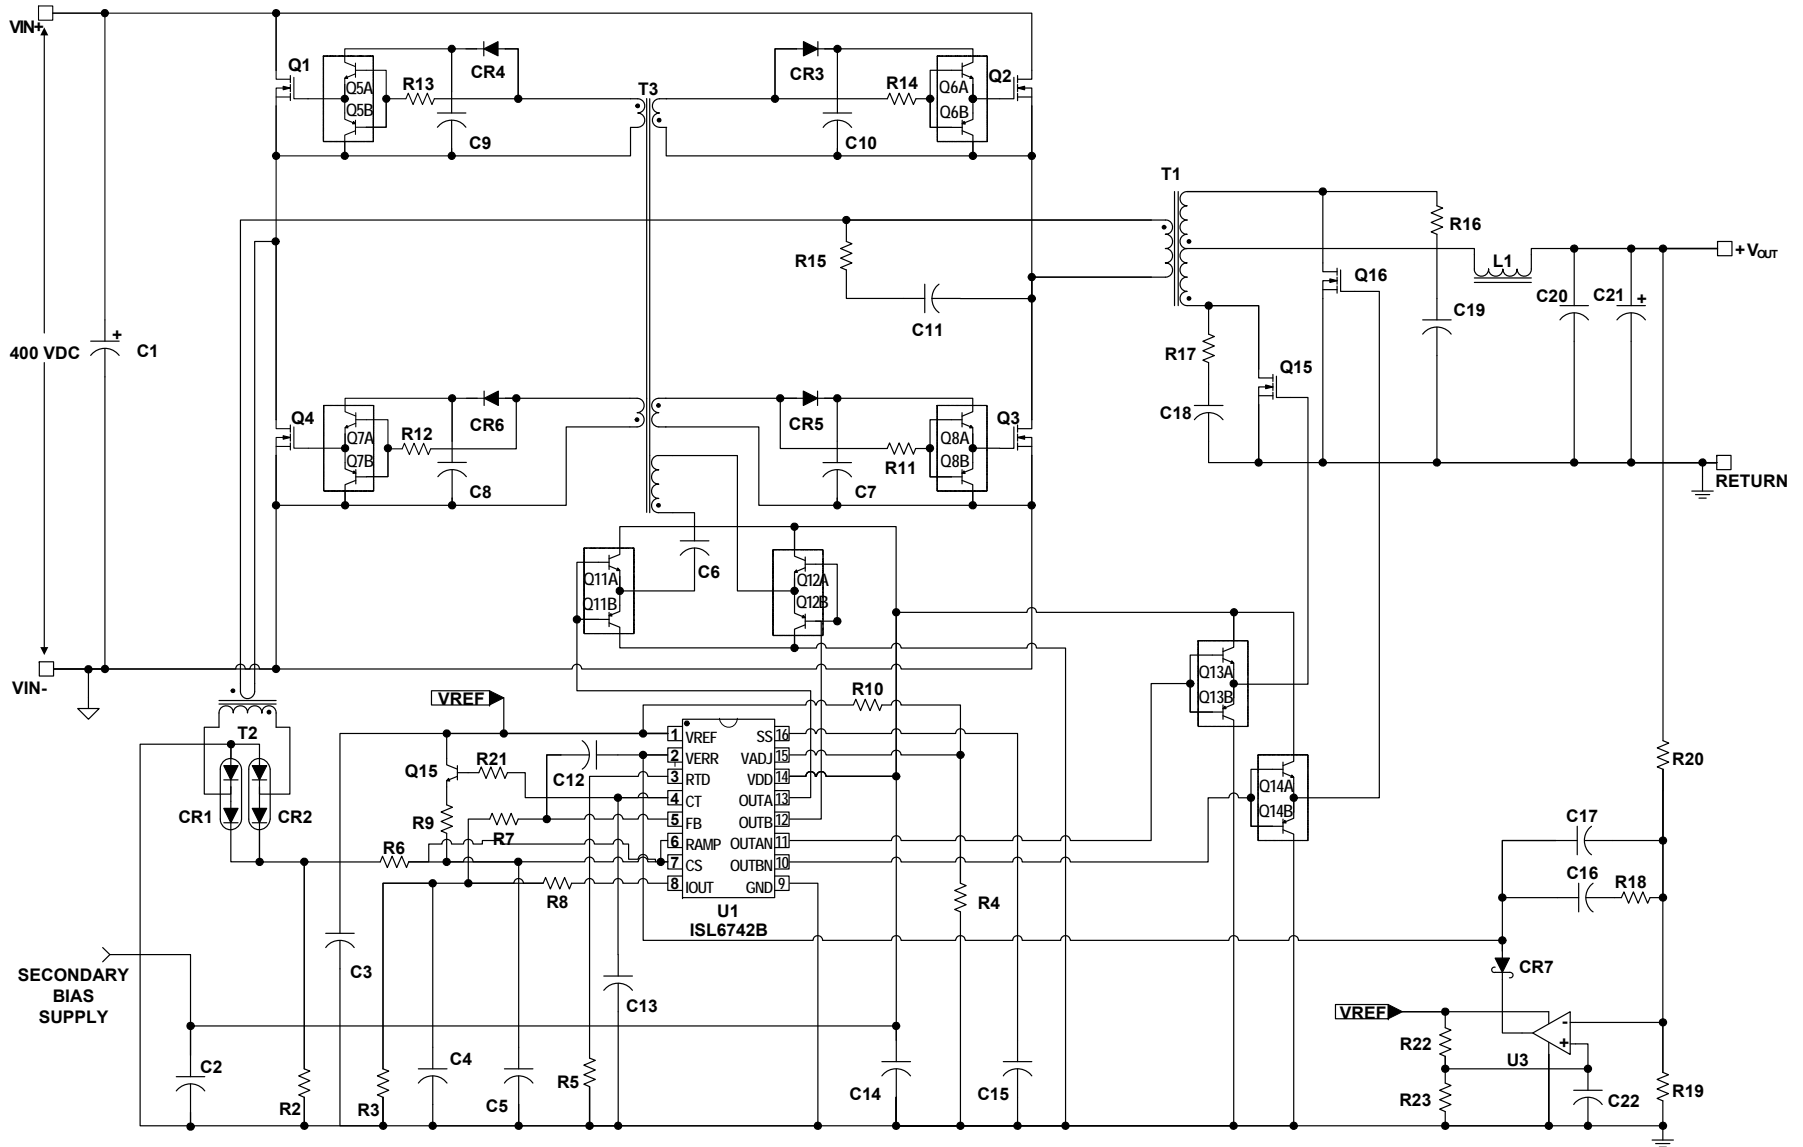 VIN+
Q1
Q5A
Q5B
R13
CR4
C9
T3
CR3
C10
R14
Q6A
Q6B
Q2
T1
R15
C11
R16
L1
+ VOUT
Q16
C20
C21
C19
400 VDC
+
C1
+
R17
Q15
C18
Q4
Q7A
Q7B
R12
CR6
C8
CR5
C7
R11
Q8A
Q8B
Q3
RETURN
Q11A
Q11B
C6
Q12A
Q12B
VIN-
Q13A
Q13B
VREF
R10
T2
1 VREF SS 16
2 VERR VADJ 15
3 RTD VDD 14
4 CT OUTA 13
5 FB OUTB 12
6 RAMP OUTAN 11
7 CS OUTBN 10
8 IOUT GND 9
U1
ISL6742B
Q15
R21
C12
R9
R7
CR1
CR2
R6
R8
R4
Q14A
Q14B
R20
C17
C16
R18
CR7
SECONDARY
BIAS
SUPPLY
C3
C13
VREF
R22
-
+
U3
C2
R2
R3
C4
C5
R5
C14
C15
R23
C22
R19